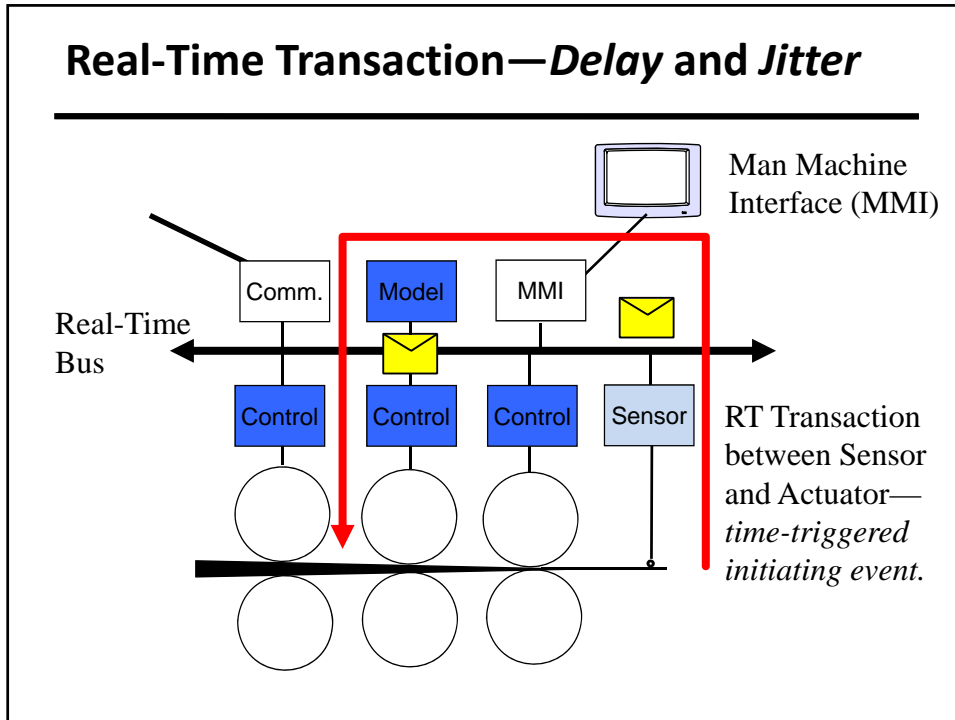 Real-Time Transaction—Delay and Jitter
Man Machine
Interface (MMI)
Comm.
Model
MMI
Real-Time
Bus
Control
Control
Control
Sensor
RT Transaction
between Sensor
and Actuator—
time-triggered
initiating event.